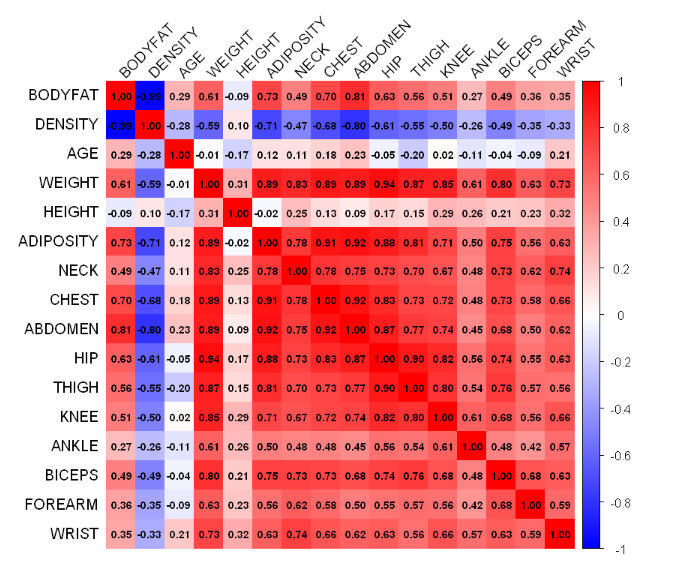 BODYFAT DENSITY AGE WEIGHT HEIGHT ADIPOSITY NECK CHEST ABDOMEN HIP THIGH KNEE ANKLE BICEPS FOREARM WRIST
BODYFAT 1.00 -0.99 0.29 0.61 -0.09 0.73 0.49 0.70 0.81 0.63 0.56 0.51 0.27 0.49 0.36 0.35
DENSITY -0.99 1.00 -0.28 -0.59 0.10 -0.71 -0.47 -0.68 -0.80 -0.61 -0.55 -0.50 -0.26 -0.49 -0.35 -0.33
AGE 0.29 -0.28 1.00 -0.01 -0.17 0.12 0.11 0.18 0.23 -0.05 -0.20 0.02 -0.11 -0.04 -0.09 0.21
WEIGHT 0.61 -0.59 -0.01 1.00 0.31 0.89 0.83 0.89 0.89 0.94 0.87 0.85 0.61 0.80 0.63 0.73
HEIGHT -0.09 0.10 -0.17 0.31 1.00 -0.02 0.25 0.13 0.09 0.17 0.15 0.29 0.26 0.21 0.23 0.32
ADIPOSITY 0.73 -0.71 0.12 0.89 -0.02 1.00 0.78 0.91 0.92 0.88 0.81 0.71 0.50 0.75 0.56 0.63
NECK 0.49 -0.47 0.11 0.83 0.25 0.78 1.00 0.78 0.75 0.73 0.70 0.67 0.48 0.73 0.62 0.74
CHEST 0.70 -0.68 0.18 0.89 0.13 0.91 0.78 1.00 0.92 0.83 0.73 0.72 0.48 0.73 0.58 0.66
ABDOMEN 0.81 -0.80 0.23 0.89 0.09 0.92 0.75 0.92 1.00 0.87 0.77 0.74 0.45 0.68 0.50 0.62
HIP 0.63 -0.61 -0.05 0.94 0.17 0.88 0.73 0.83 0.87 1.00 0.90 0.82 0.56 0.74 0.55 0.63
THIGH 0.56 -0.55 -0.20 0.87 0.15 0.81 0.70 0.73 0.77 0.90 1.00 0.80 0.54 0.76 0.57 0.56
KNEE 0.51 -0.50 0.02 0.85 0.29 0.71 0.67 0.72 0.74 0.82 0.80 1.00 0.61 0.68 0.56 0.66
ANKLE 0.27 -0.26 -0.11 0.61 0.26 0.50 0.48 0.48 0.45 0.56 0.54 0.61 1.00 0.48 0.42 0.57
BICEPS 0.49 -0.49 -0.04 0.80 0.21 0.75 0.73 0.73 0.68 0.74 0.76 0.68 0.48 1.00 0.68 0.63
FOREARM 0.36 -0.35 -0.09 0.63 0.23 0.56 0.62 0.58 0.50 0.55 0.57 0.56 0.42 0.68 1.00 0.59
WRIST 0.35 -0.33 0.21 0.73 0.32 0.63 0.74 0.66 0.62 0.63 0.56 0.66 0.57 0.63 0.59 1.00
1
0.8
0.6
0.4
0.2
0
-0.2
-0.4
-0.6
-0.8
-1